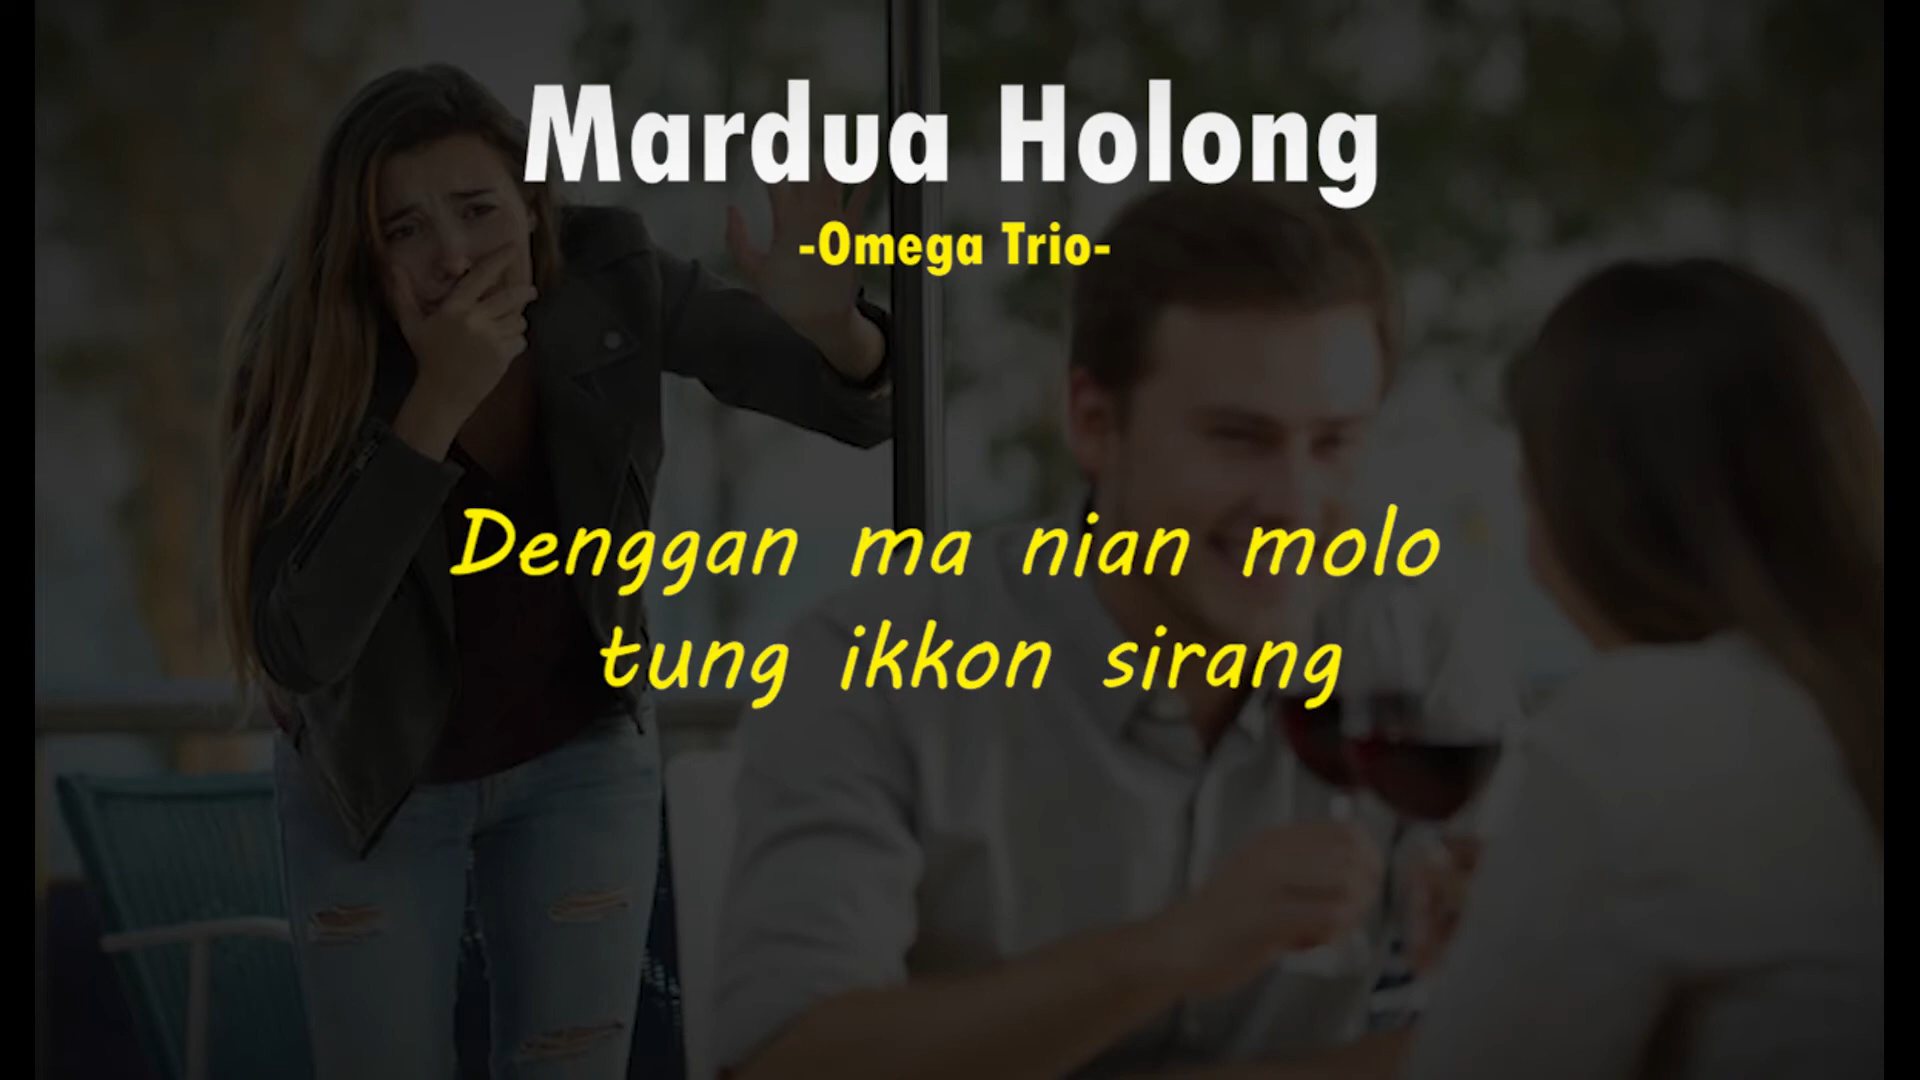 Mardua Holong
-Omega Trio-
Denggan ma nian molo
tung ikkon sirang